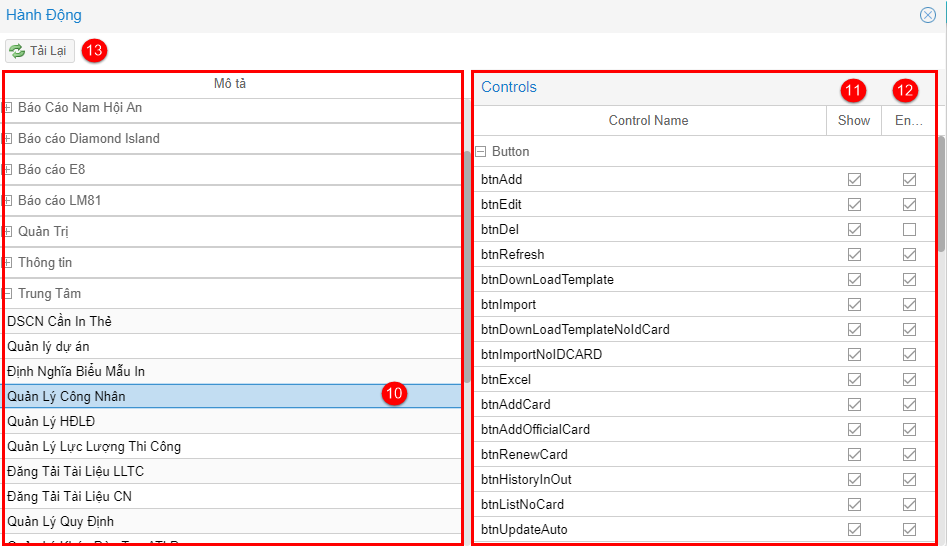 Hành Động
Tải Lại 13
Mô tả
Báo Cáo Nam Hội An
Báo cáo Diamond Island
Báo cáo E8
Báo cáo LM81
Quản Trị
Thông tin
Trung Tâm
DSCN Cần In Thẻ
Quản lý dự án
Định Nghĩa Biểu Mẫu In
Quản Lý Công Nhân 10
Quản Lý HĐLĐ
Quản Lý Lực Lượng Thi Công
Đăng Tải Tài Liệu LLTC
Đăng Tải Tài Liệu CN
Quản Lý Quy Định
Controls 11 12
Control Name Show En...
Button
btnAdd
btnEdit
btnDel
btnRefresh
btnDownLoadTemplate
btnImport
btnDownLoadTemplateNoIdCard
btnImportNoIDCARD
btnExcel
btnAddCard
btnAddOfficialCard
btnRenewCard
btnHistoryInOut
btnListNoCard
btnUpdateAuto